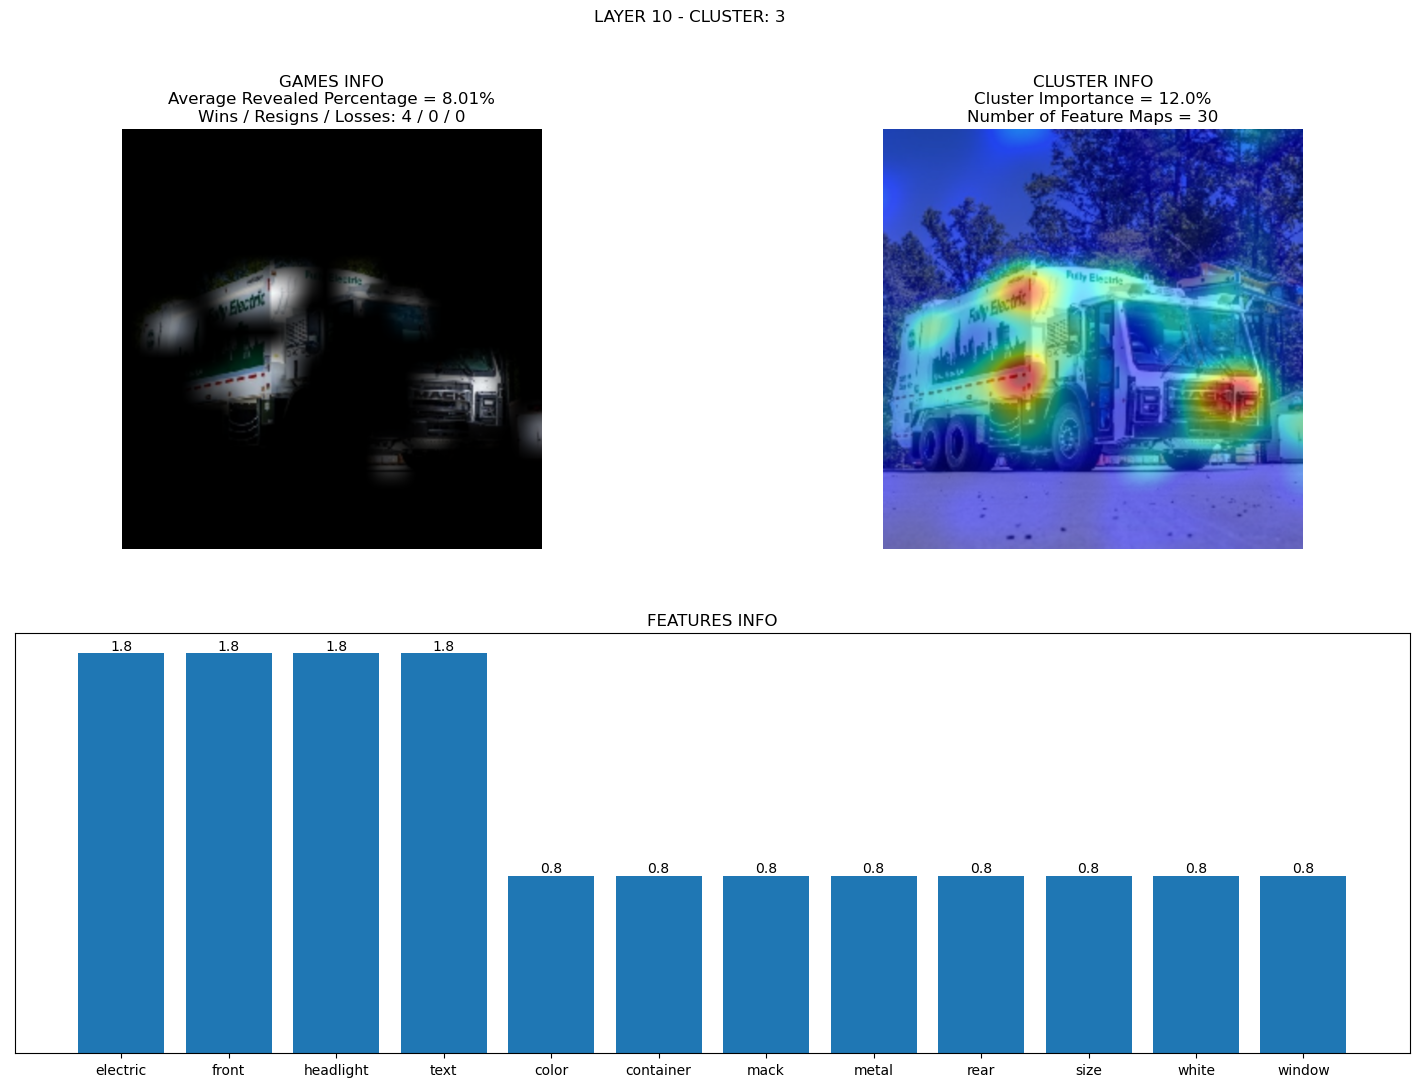 LAYER 10 - CLUSTER: 3
GAMES INFO
Average Revealed Percentage = 8.01%
Wins / Resigns / Losses: 4 / 0 / 0
Fully Electric
CLUSTER INFO
Cluster Importance = 12.0%
Number of Feature Maps = 30
Fully Electric
Fully Electric
MACK
FEATURES INFO
1.8 1.8 1.8 1.8 0.8 0.8 0.8 0.8 0.8 0.8 0.8 0.8
electric front headlight text color container mack metal rear size white window